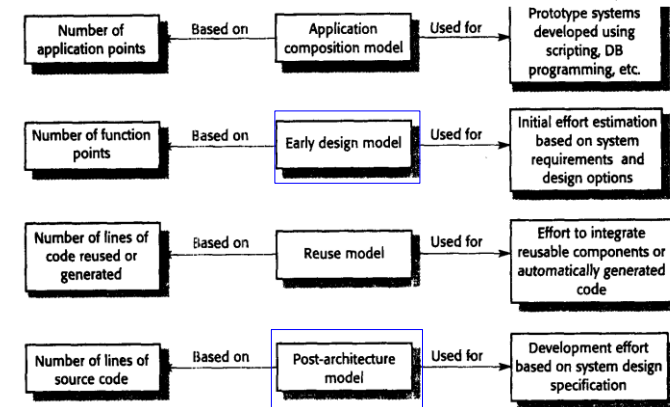 Number of
application points
Based on
Application
composition model
Used for
Prototype systems
developed using
scripting, DB
programming, etc.
Number of function
points
Based on
Early design model
Used for
Initial effort estimation
based on system
requirements and
design options
Number of lines of
code reused or
generated
Based on
Reuse model
Used for
Effort to integrate
reusable components or
automatically generated
code
Number of lines of
source code
Based on
Post-architecture
model
Used for
Development effort
based on system design
specification